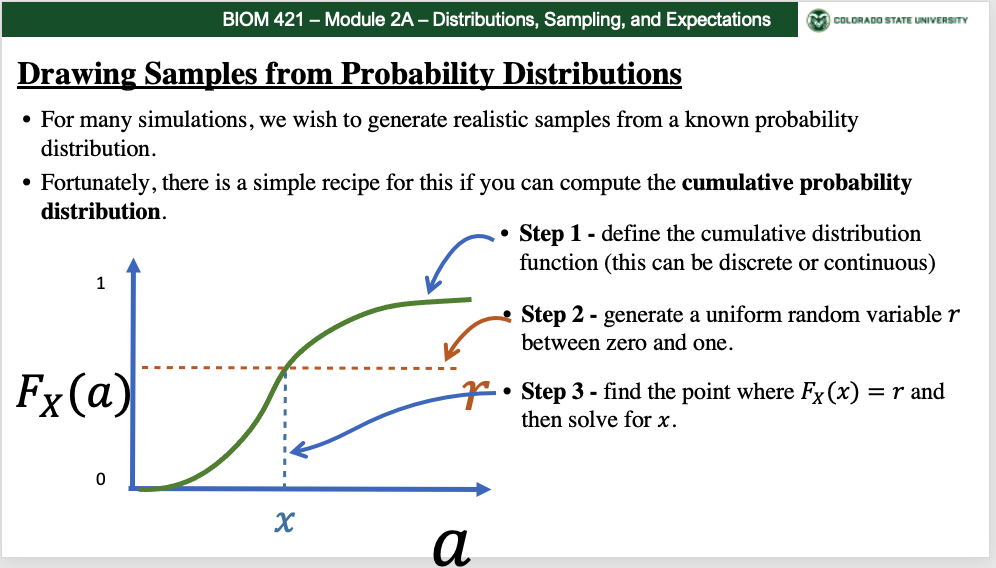 BIOM 421 – Module 2A – Distributions, Sampling, and Expectations
COLORADO STATE UNIVERSITY
Drawing Samples from Probability Distributions
• For many simulations, we wish to generate realistic samples from a known probability
distribution.
• Fortunately, there is a simple recipe for this if you can compute the cumulative probability
distribution.
• Step 1 - define the cumulative distribution
function (this can be discrete or continuous)
• Step 2 - generate a uniform random variable r
between zero and one.
• Step 3 - find the point where F_X(x) = r and
then solve for x.
1
F_X(a)
r
0
x
a